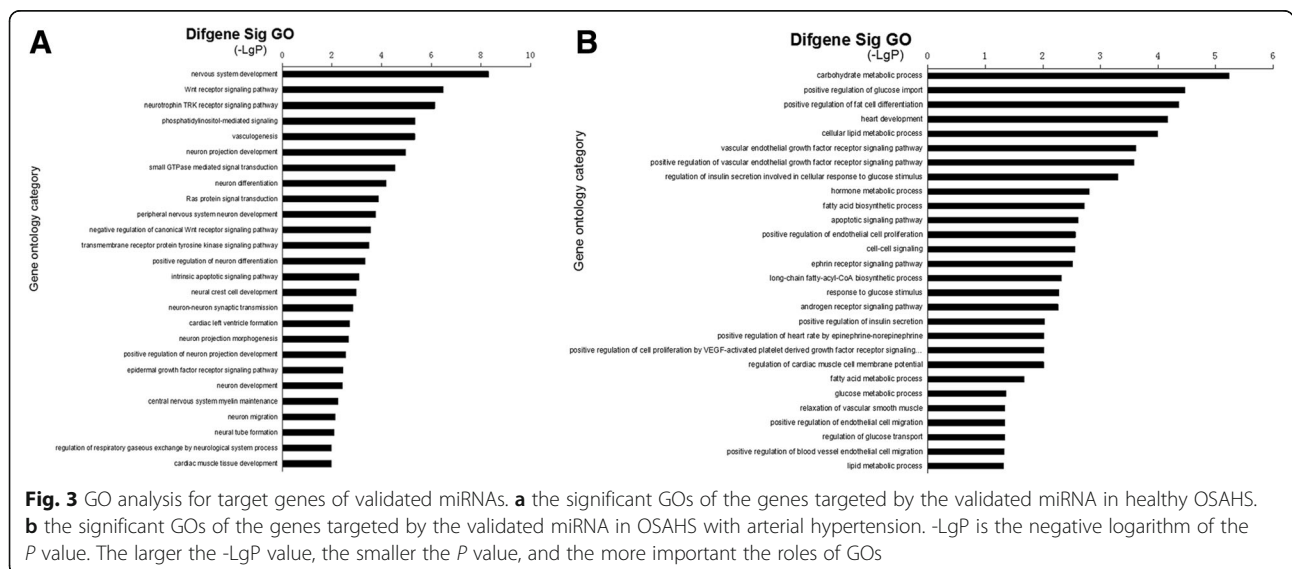 A
Difgene Sig GO
(-LgP)
0 2 4 6 8 10
Gene ontology category
nervous system development
Wnt receptor signaling pathway
neurotrophin TRK receptor signaling pathway
phosphatidylinositol-mediated signaling
vasculogenesis
neuron projection development
small GTPase mediated signal transduction
neuron differentiation
Ras protein signal transduction
peripheral nervous system neuron development
negative regulation of canonical Wnt receptor signaling pathway
transmembrane receptor protein tyrosine kinase signaling pathway
positive regulation of neuron differentiation
intrinsic apoptotic signaling pathway
neural crest cell development
neuron-neuron synaptic transmission
cardiac left ventricle formation
neuron projection morphogenesis
positive regulation of neuron projection development
epidermal growth factor receptor signaling pathway
neuron development
central nervous system myelin maintenance
neuron migration
neural tube formation
regulation of respiratory gaseous exchange by neurological system process
cardiac muscle tissue development
B
Difgene Sig GO
(-LgP)
0 1 2 3 4 5 6
Gene ontology category
carbohydrate metabolic process
positive regulation of glucose import
positive regulation of fat cell differentiation
heart development
cellular lipid metabolic process
vascular endothelial growth factor receptor signaling pathway
positive regulation of vascular endothelial growth factor receptor signaling pathway
regulation of insulin secretion involved in cellular response to glucose stimulus
hormone metabolic process
fatty acid biosynthetic process
apoptotic signaling pathway
positive regulation of endothelial cell proliferation
cell-cell signaling
ephrin receptor signaling pathway
long-chain fatty-acyl-CoA biosynthetic process
response to glucose stimulus
androgen receptor signaling pathway
positive regulation of insulin secretion
positive regulation of heart rate by epinephrine-norepinephrine
positive regulation of cell proliferation by VEGF-activated platelet derived growth factor receptor signaling...
regulation of cardiac muscle cell membrane potential
fatty acid metabolic process
glucose metabolic process
relaxation of vascular smooth muscle
positive regulation of endothelial cell migration
regulation of glucose transport
positive regulation of blood vessel endothelial cell migration
lipid metabolic process
Fig. 3 GO analysis for target genes of validated miRNAs. a the significant GOs of the genes targeted by the validated miRNA in healthy OSAHS.
b the significant GOs of the genes targeted by the validated miRNA in OSAHS with arterial hypertension. -LgP is the negative logarithm of the
P value. The larger the -LgP value, the smaller the P value, and the more important the roles of GOs